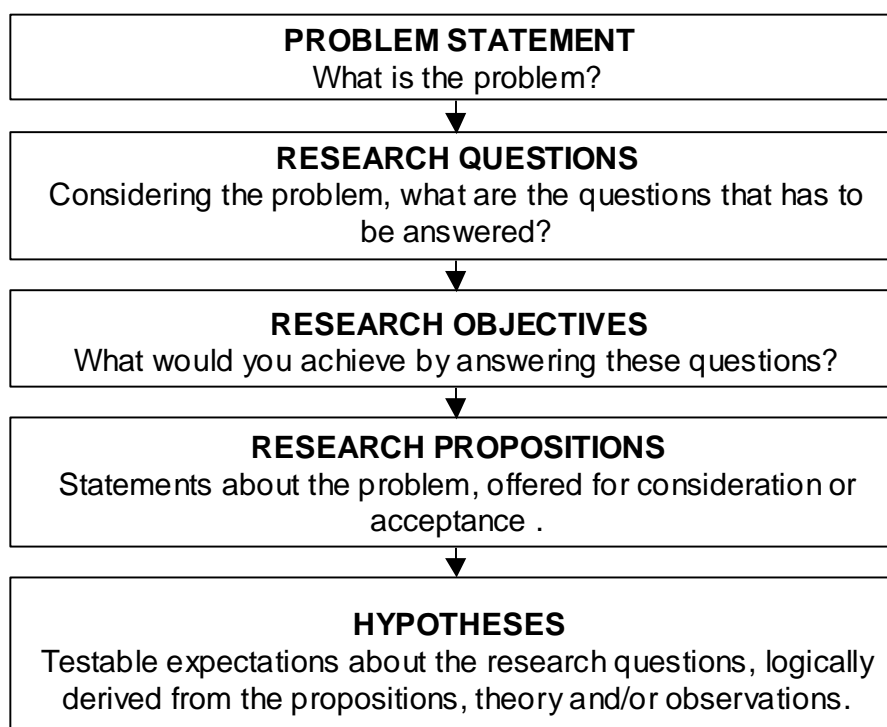 PROBLEM STATEMENT
What is the problem?
RESEARCH QUESTIONS
Considering the problem, what are the questions that has to
be answered?
RESEARCH OBJECTIVES
What would you achieve by answering these questions?
RESEARCH PROPOSITIONS
Statements about the problem, offered for consideration or
acceptance .
HYPOTHESES
Testable expectations about the research questions, logically
derived from the propositions, theory and/or observations.